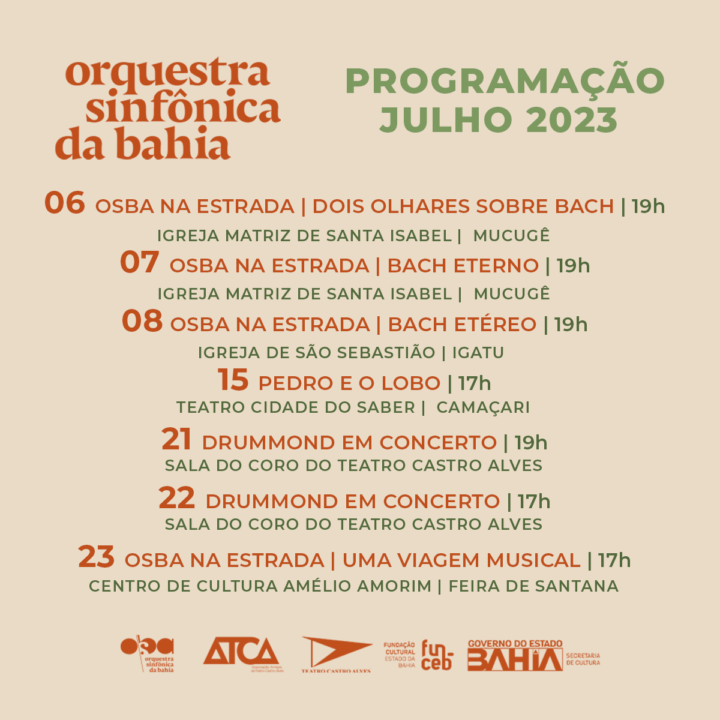 orquestra
sinfônica
da bahia
PROGRAMAÇÃO
JULHO 2023
06 OSBA NA ESTRADA | DOIS OLHARES SOBRE BACH | 19h
IGREJA MATRIZ DE SANTA ISABEL | MUCUGÊ
07 OSBA NA ESTRADA | BACH ETERNO | 19h
IGREJA MATRIZ DE SANTA ISABEL | MUCUGÊ
08 OSBA NA ESTRADA | BACH ETÉREO | 19h
IGREJA DE SÃO SEBASTIÃO | IGATU
15 PEDRO E O LOBO | 17h
TEATRO CIDADE DO SABER | CAMAÇARI
21 DRUMMOND EM CONCERTO | 19h
SALA DO CORO DO TEATRO CASTRO ALVES
22 DRUMMOND EM CONCERTO | 17h
SALA DO CORO DO TEATRO CASTRO ALVES
23 OSBA NA ESTRADA | UMA VIAGEM MUSICAL | 17h
CENTRO DE CULTURA AMÉLIO AMORIM | FEIRA DE SANTANA
orquestra
sinfônica
da bahia
ATCA
TEATRO CASTRO ALVES
FUNDAÇÃO
CULTURAL
ESTADO DA
BAHIA
fun-
ceb
GOVERNO DO ESTADO
BAHIA
SECRETARIA
DE CULTURA